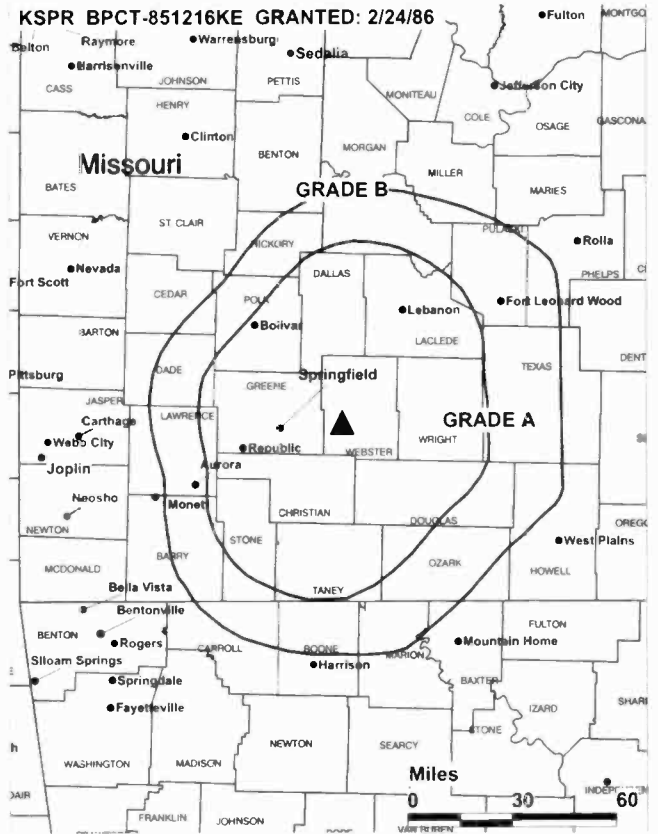 KSPR BPCT-851216KE GRANTED: 2/24/86
Fulton
MONTGO
Belton
Raymore
Warrensburg
Sedalia
Harrisonville
CASS
JOHNSON
PETTIS
MONITEAU
Jefferson City
COLE
OSAGE
GASCONA
HENRY
Clinton
BENTON
MORGAN
MILLER
MARIES
Missouri
BATES
GRADE B
ST CLAIR
VERNON
HICKORY
PULASKI
Rolla
Nevada
DALLAS
PHELPS
Fort Scott
CEDAR
POLK
Lebanon
Fort Leonard Wood
Bolivar
BARTON
LACLEDE
DADE
TEXAS
DENT
Pittsburg
GREENE
Springfield
JASPER
LAWRENCE
Carthage
GRADE A
Webb City
Republic
WEBSTER
WRIGHT
Joplin
Aurora
Neosho
Monett
CHRISTIAN
DOUGLAS
OREGO
NEWTON
STONE
West Plains
BARRY
OZARK
HOWELL
MCDONALD
TANEY
Bella Vista
Bentonville
FULTON
BENTON
Rogers
CARROLL
BOONE
MARION
Mountain Home
Siloam Springs
Harrison
Springdale
BAXTER
IZARD
SHAR
Fayetteville
STONE
NEWTON
SEARCY
WASHINGTON
MADISON
Miles
INDEPENDEN
ADAIR
0 30 60
FRANKLIN
JOHNSON
VAN BUREN